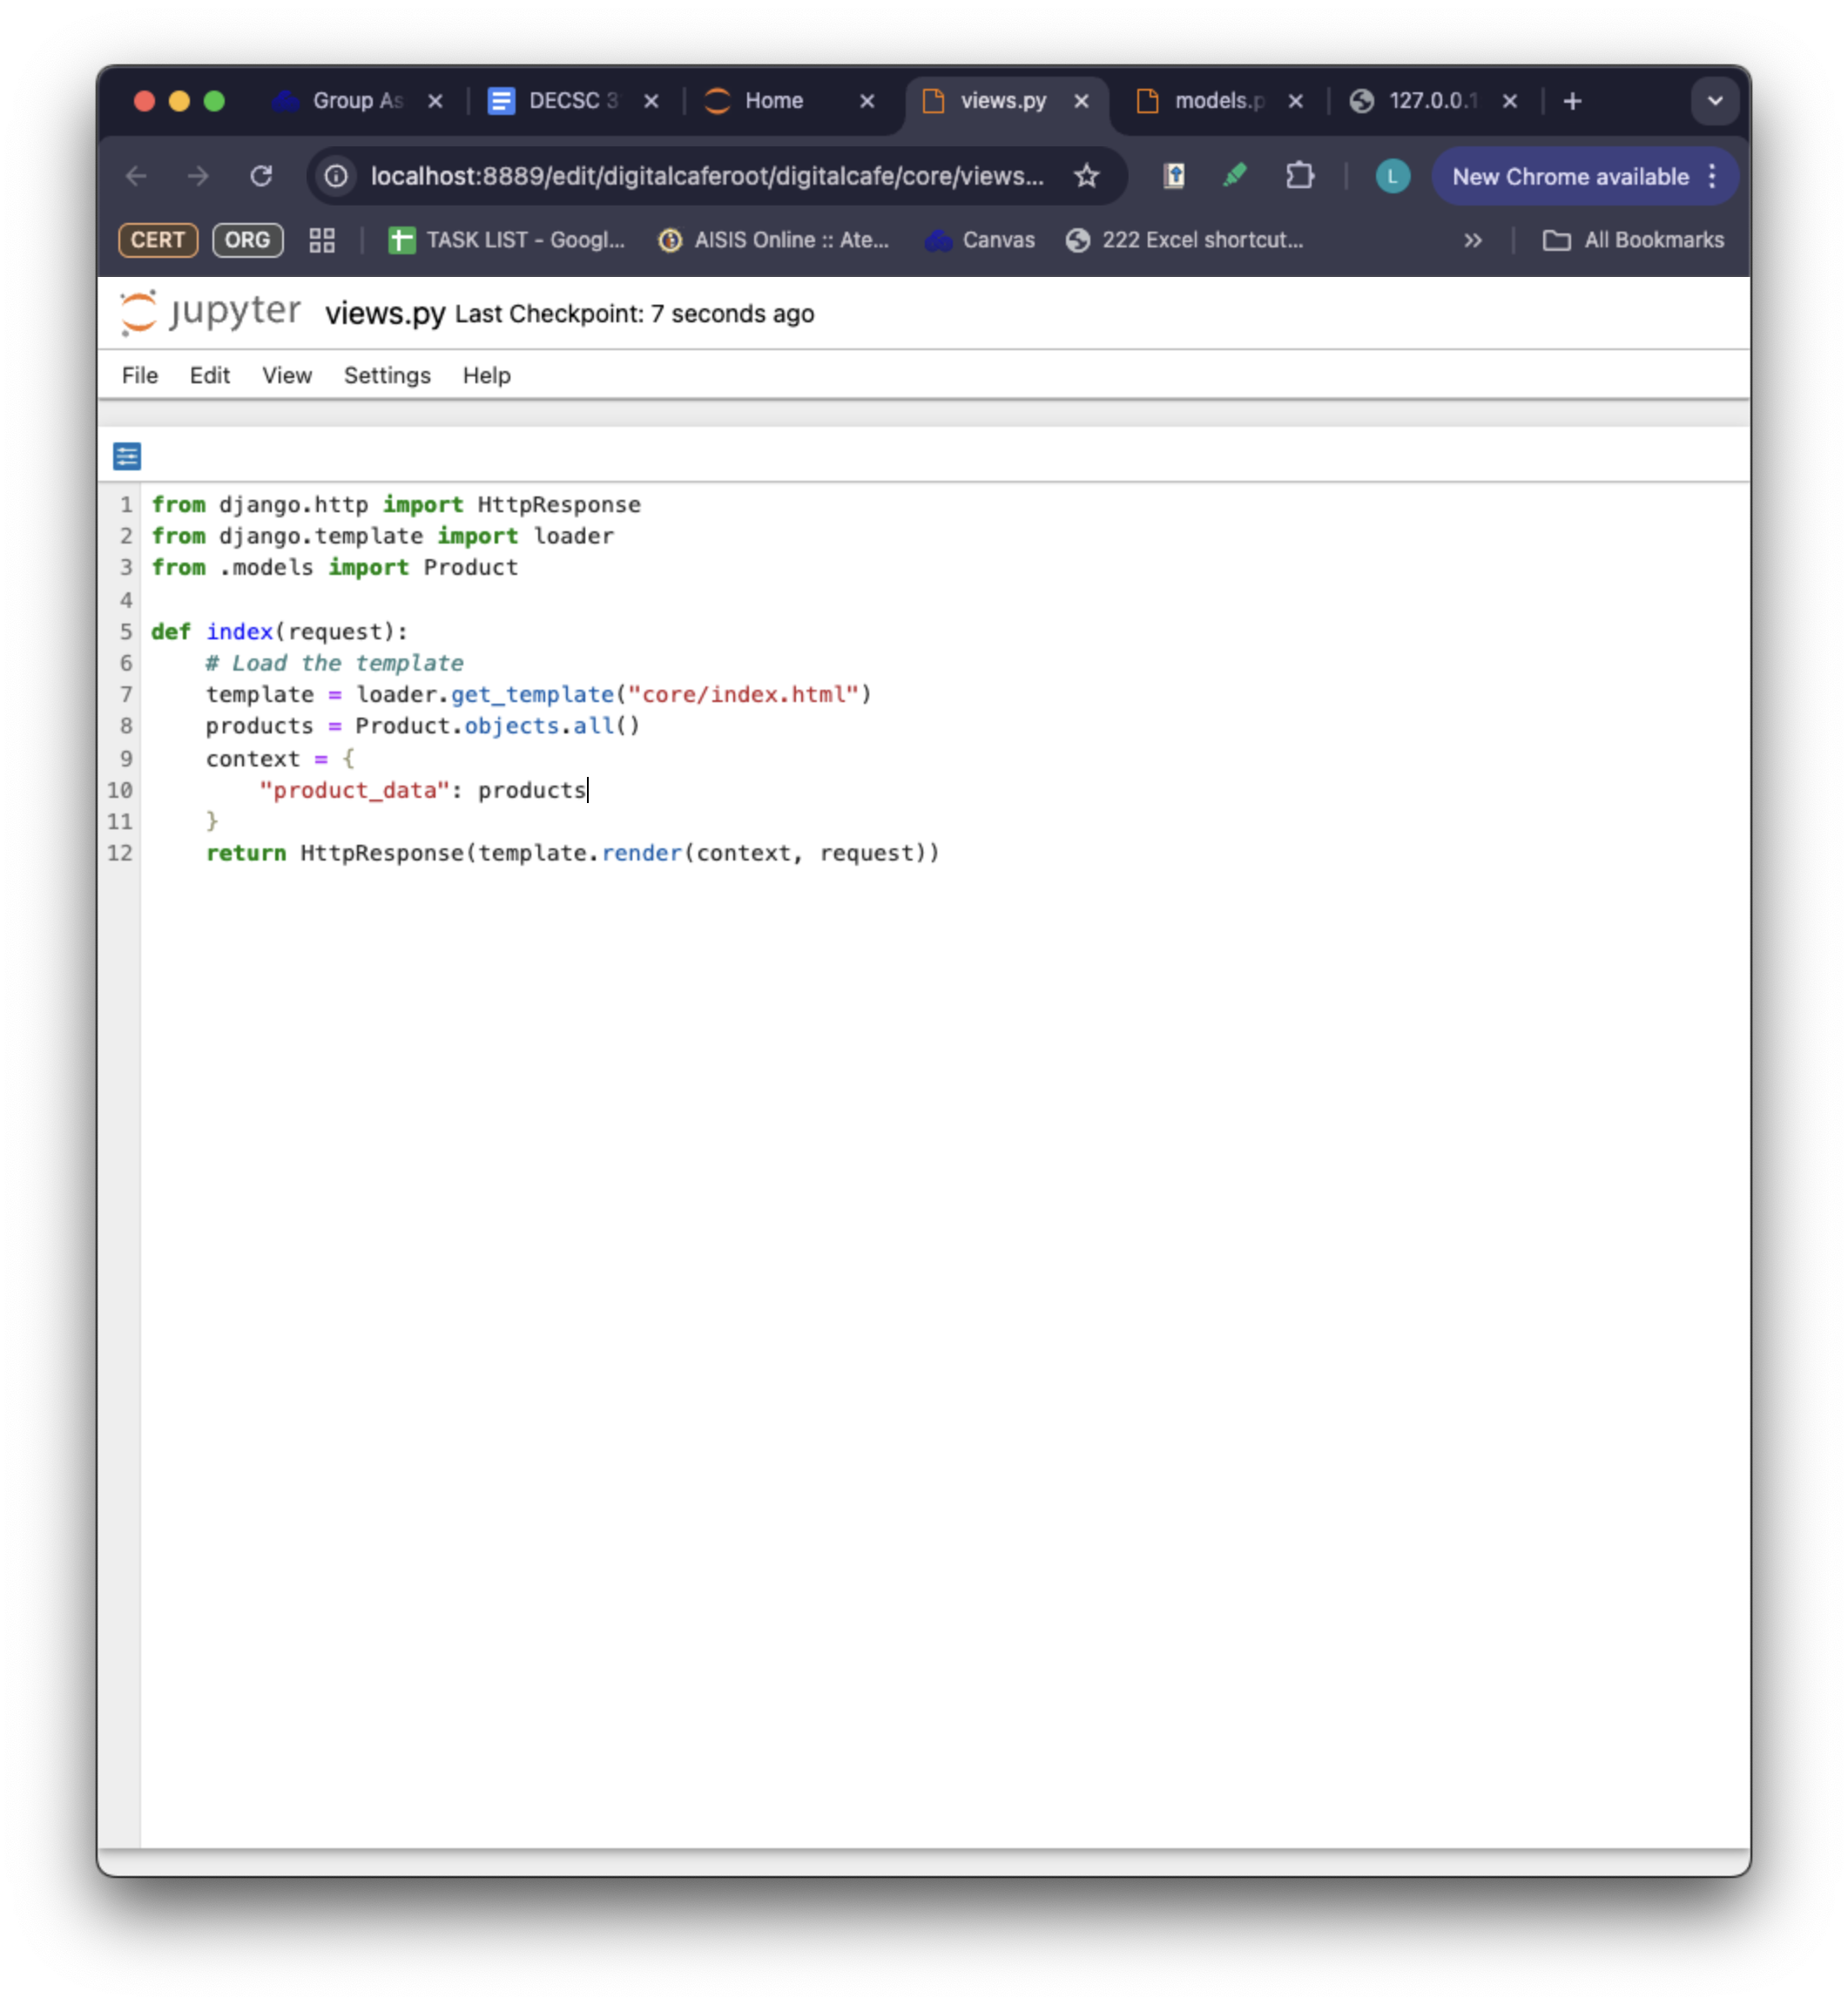 Group As
DECSC 3
Home
views.py
models.p
127.0.0.1
localhost:8889/edit/digitalcaferoot/digitalcafe/core/views...
L
New Chrome available
CERT
ORG
TASK LIST - Googl...
AISIS Online :: Ate...
Canvas
222 Excel shortcut...
All Bookmarks
jupyter views.py Last Checkpoint: 7 seconds ago
File Edit View Settings Help
1 from django.http import HttpResponse
2 from django.template import loader
3 from .models import Product
4
5 def index(request):
6     # Load the template
7     template = loader.get_template("core/index.html")
8     products = Product.objects.all()
9     context = {
10         "product_data": products
11     }
12     return HttpResponse(template.render(context, request))